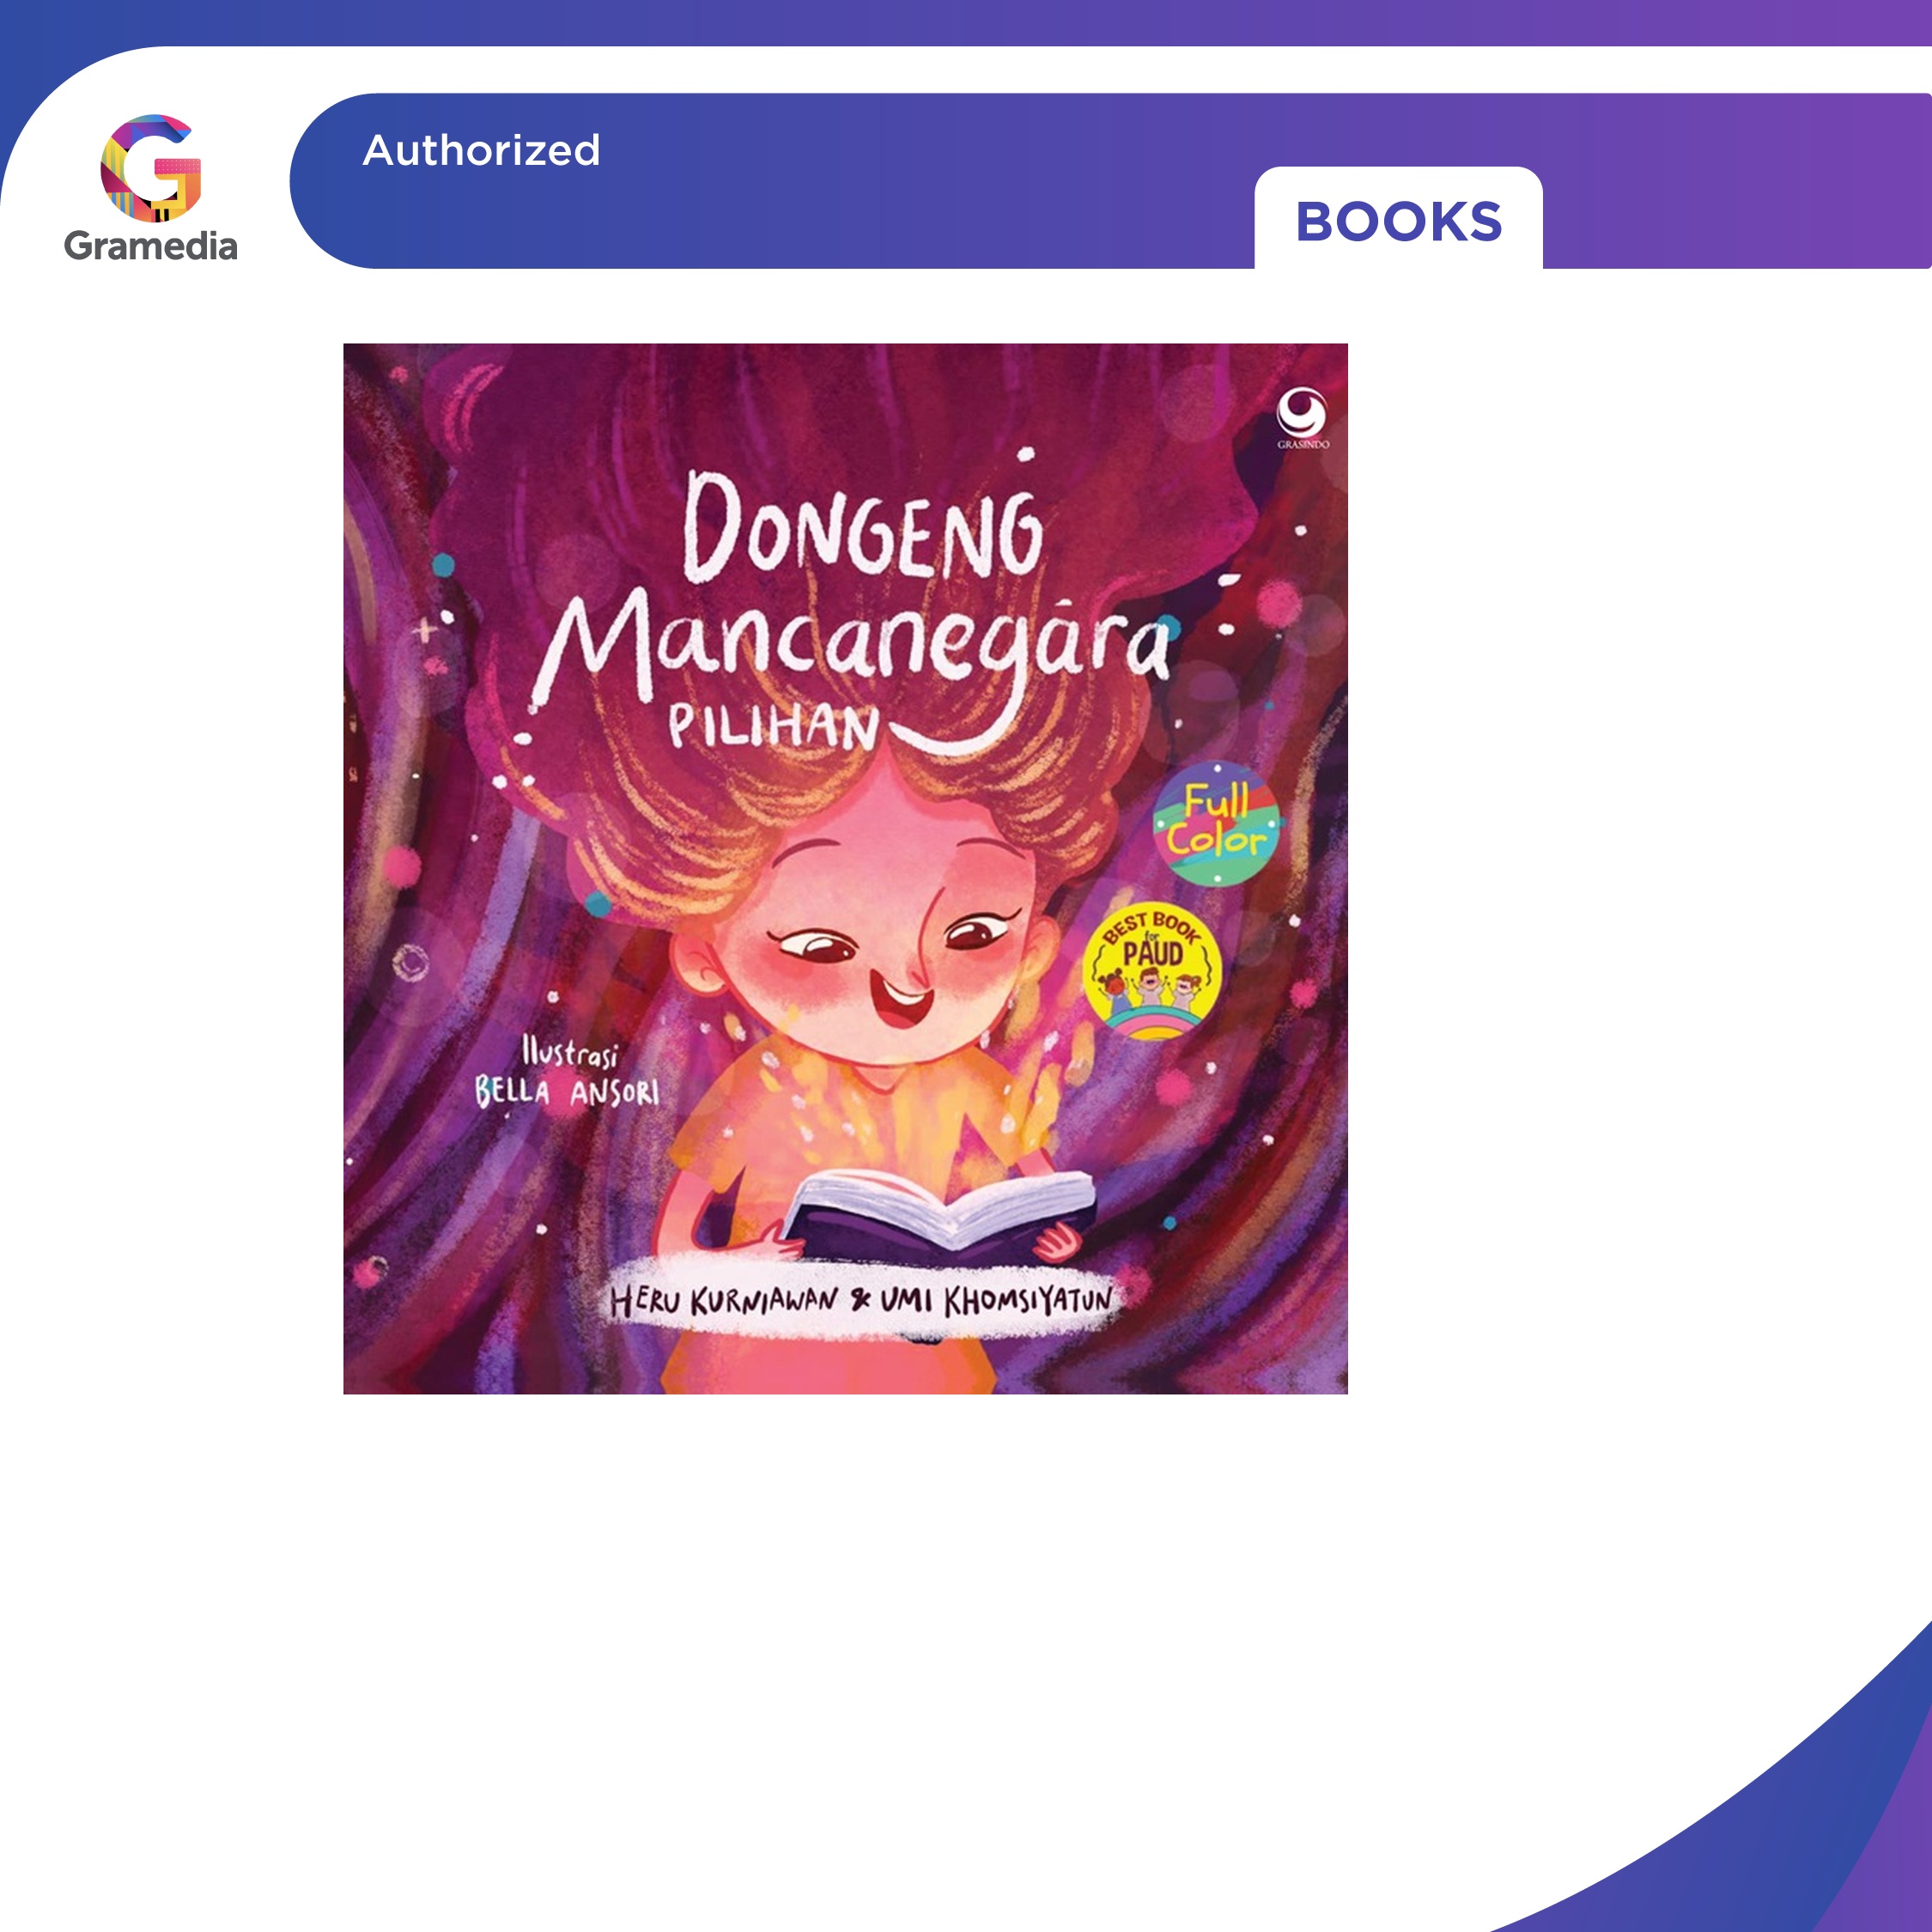 Authorized
Gramedia
BOOKS
GRASINDO
DONGENG
Mancanegara
PILIHAN
Full
Color
BEST BOOK
for
PAUD
Ilustrasi
BELLA ANSORI
HERU KURNIAWAN & UMI KHOMSIYATUN